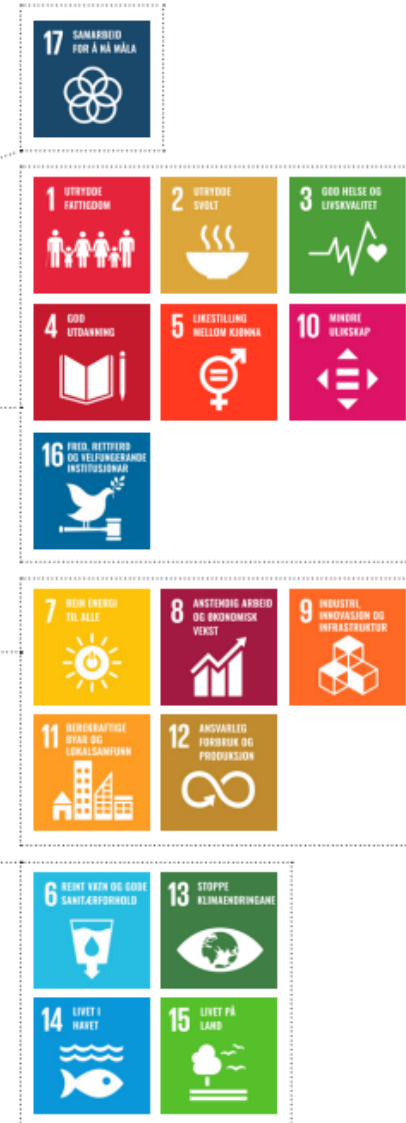 17 SAMARBEID
FOR Å NÅ MÅLA
1 UTRYDDE
FATTIGDOM
2 UTRYDDE
SVOLT
3 GOD HELSE OG
LIVSKVALITET
4 GOD
UTDANNING
5 LIKESTILLING
MELLOM KJØNNA
10 MINDRE
ULIKSKAP
16 FRED, RETTFERD
OG VELFUNGERANDE
INSTITUSJONAR
7 REIN ENERGI
TIL ALLE
8 ANSTENDIG ARBEID
OG ØKONOMISK
VEKST
9 INDUSTRI,
INNOVASJON OG
INFRASTRUKTUR
11 BEREKRAFTIGE
BYAR OG
LOKALSAMFUNN
12 ANSVARLEG
FORBRUK OG
PRODUKSJON
6 REINT VATN OG GODE
SANITÆRFORHOLD
13 STOPPE
KLIMAENDRINGANE
14 LIVET I
HAVET
15 LIVET PÅ
LAND